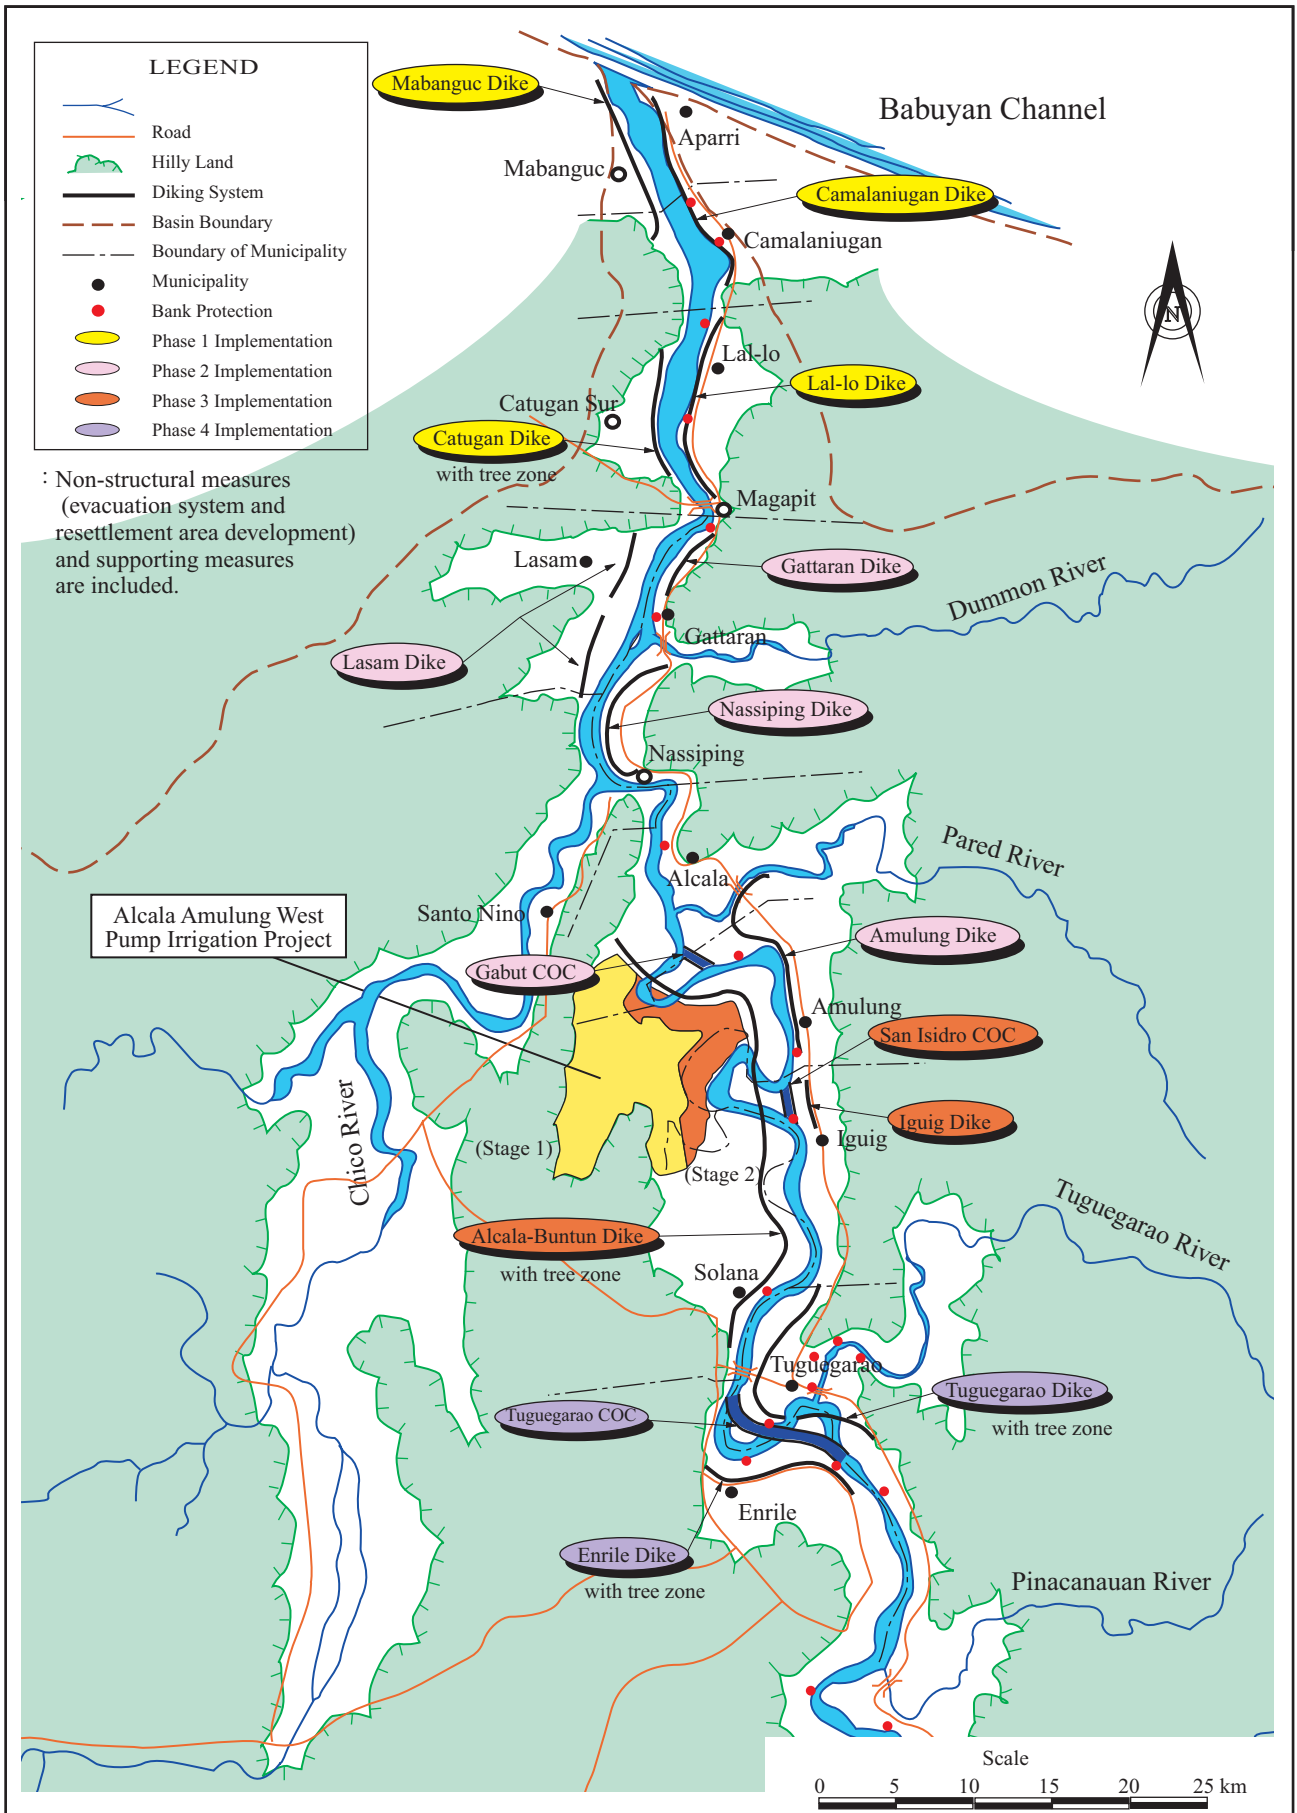 LEGEND
Road
Hilly Land
Diking System
Basin Boundary
Boundary of Municipality
Municipality
Bank Protection
Phase 1 Implementation
Phase 2 Implementation
Phase 3 Implementation
Phase 4 Implementation
: Non-structural measures
(evacuation system and
resettlement area development)
and supporting measures
are included.
Mabanguc Dike
Babuyan Channel
Aparri
Mabanguc
Camalaniugan Dike
Camalaniugan
N
Lal-lo
Lal-lo Dike
Catugan Sur
Catugan Dike
with tree zone
Magapit
Lasam
Gattaran Dike
Dummon River
Gattaran
Lasam Dike
Nassiping Dike
Nassiping
Pared River
Alcala
Alcala Amulung West
Pump Irrigation Project
Santo Nino
Amulung Dike
Gabut COC
Amulung
San Isidro COC
Chico River
Iguig Dike
Iguig
(Stage 1)
(Stage 2)
Tuguegarao River
Alcala-Buntun Dike
with tree zone
Solana
Tuguegarao
Tuguegarao Dike
with tree zone
Tuguegarao COC
Enrile
Enrile Dike
with tree zone
Pinacanauan River
Scale
0 5 10 15 20 25 km